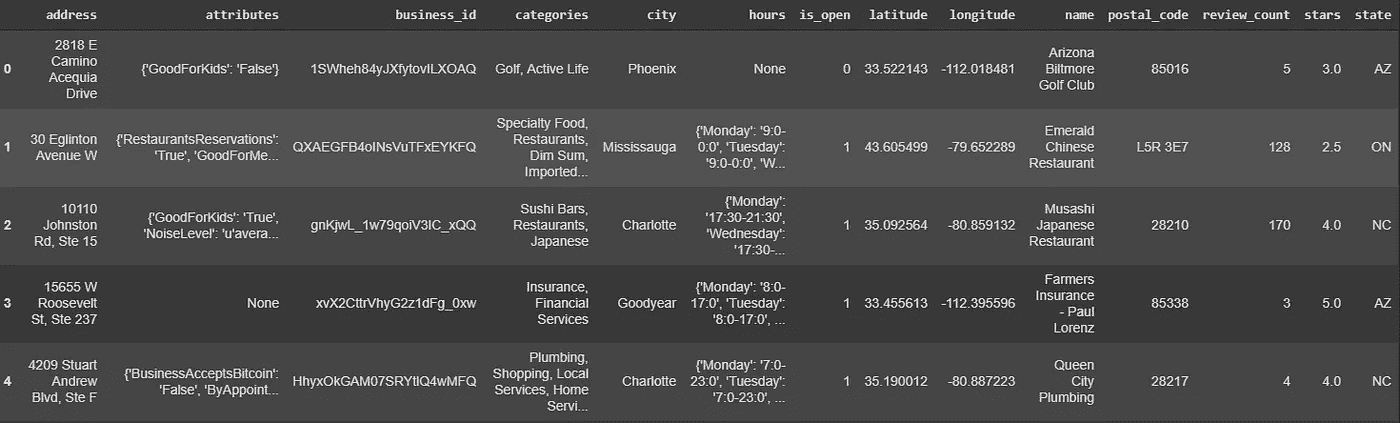 address attributes business_id categories city hours is_open latitude longitude name postal_code review_count stars state
0
2818 E
Camino
Acequia
Drive
{'GoodForKids': 'False'}
1SWheh84yJXfytovILXOAQ
Golf, Active Life
Phoenix
None
0
33.522143
-112.018481
Arizona
Biltmore
Golf Club
85016
5
3.0
AZ
1
30 Eglinton
Avenue W
{'RestaurantsReservations':
'True', 'GoodForMe...
QXAEGFB4oINsVuTFxEYKFQ
Specialty Food,
Restaurants,
Dim Sum,
Imported...
Mississauga
{'Monday': '9:0-
0:0', 'Tuesday':
'9:0-0:0', 'W...
1
43.605499
-79.652289
Emerald
Chinese
Restaurant
L5R 3E7
128
2.5
ON
2
10110
Johnston
Rd, Ste 15
{'GoodForKids': 'True',
'NoiseLevel': 'u'avera...
gnKjwL_1w79qoiV3IC_xQQ
Sushi Bars,
Restaurants,
Japanese
Charlotte
{'Monday':
'17:30-21:30',
'Wednesday':
'17:30-...
1
35.092564
-80.859132
Musashi
Japanese
Restaurant
28210
170
4.0
NC
3
15655 W
Roosevelt
St, Ste 237
None
xvX2CttrVhyG2z1dFg_0xw
Insurance,
Financial
Services
Goodyear
{'Monday': '8:0-
17:0', 'Tuesday':
'8:0-17:0', ...
1
33.455613
-112.395596
Farmers
Insurance
- Paul
Lorenz
85338
3
5.0
AZ
4
4209 Stuart
Andrew
Blvd, Ste F
{'BusinessAcceptsBitcoin':
'False', 'ByAppoint...
HhyxOkGAM07SRYtlQ4wMFQ
Plumbing,
Shopping, Local
Services, Home
Servi...
Charlotte
{'Monday': '7:0-
23:0', 'Tuesday':
'7:0-23:0', ...
1
35.190012
-80.887223
Queen
City
Plumbing
28217
4
4.0
NC